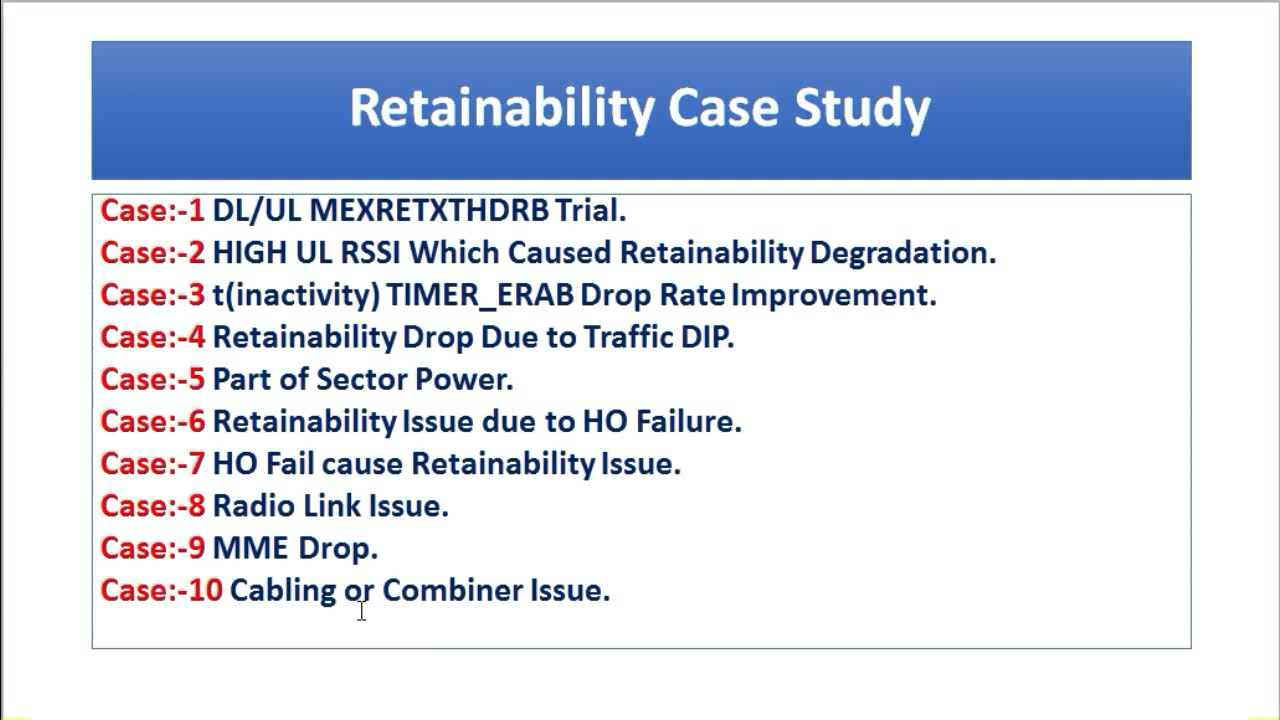 Retainability Case Study
Case:-1 DL/UL MEXRETXTHDRB Trial.
Case:-2 HIGH UL RSSI Which Caused Retainability Degradation.
Case:-3 t(inactivity) TIMER_ERAB Drop Rate Improvement.
Case:-4 Retainability Drop Due to Traffic DIP.
Case:-5 Part of Sector Power.
Case:-6 Retainability Issue due to HO Failure.
Case:-7 HO Fail cause Retainability Issue.
Case:-8 Radio Link Issue.
Case:-9 MME Drop.
Case:-10 Cabling or Combiner Issue.